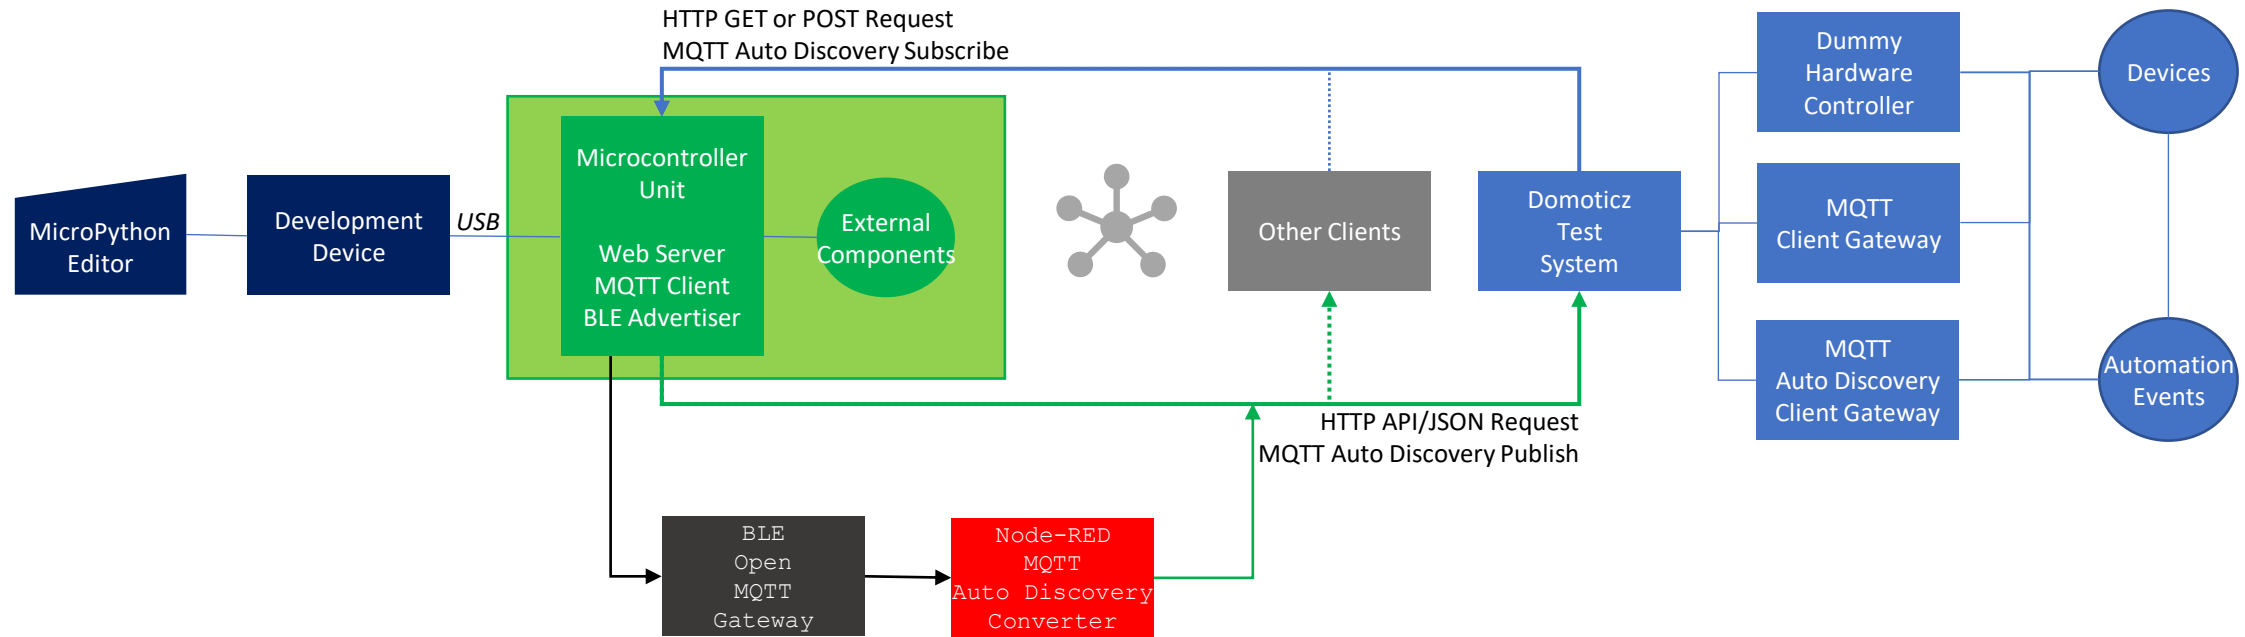 HTTP GET or POST Request
MQTT Auto Discovery Subscribe
MicroPython
Editor
Development
Device
USB
Microcontroller
Unit
Web Server
MQTT Client
BLE Advertiser
External
Components
Other Clients
Domoticz
Test
System
Dummy
Hardware
Controller
MQTT
Client Gateway
MQTT
Auto Discovery
Client Gateway
Devices
Automation
Events
HTTP API/JSON Request
MQTT Auto Discovery Publish
BLE
Open
MQTT
Gateway
Node-RED
MQTT
Auto Discovery
Converter